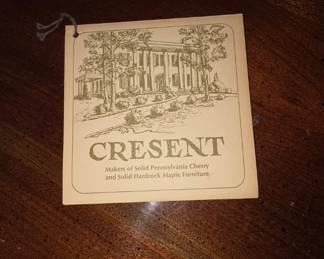 CRESENT
Makers of Solid Pennsylvania Cherry
and Solid Hardrock Maple Furniture